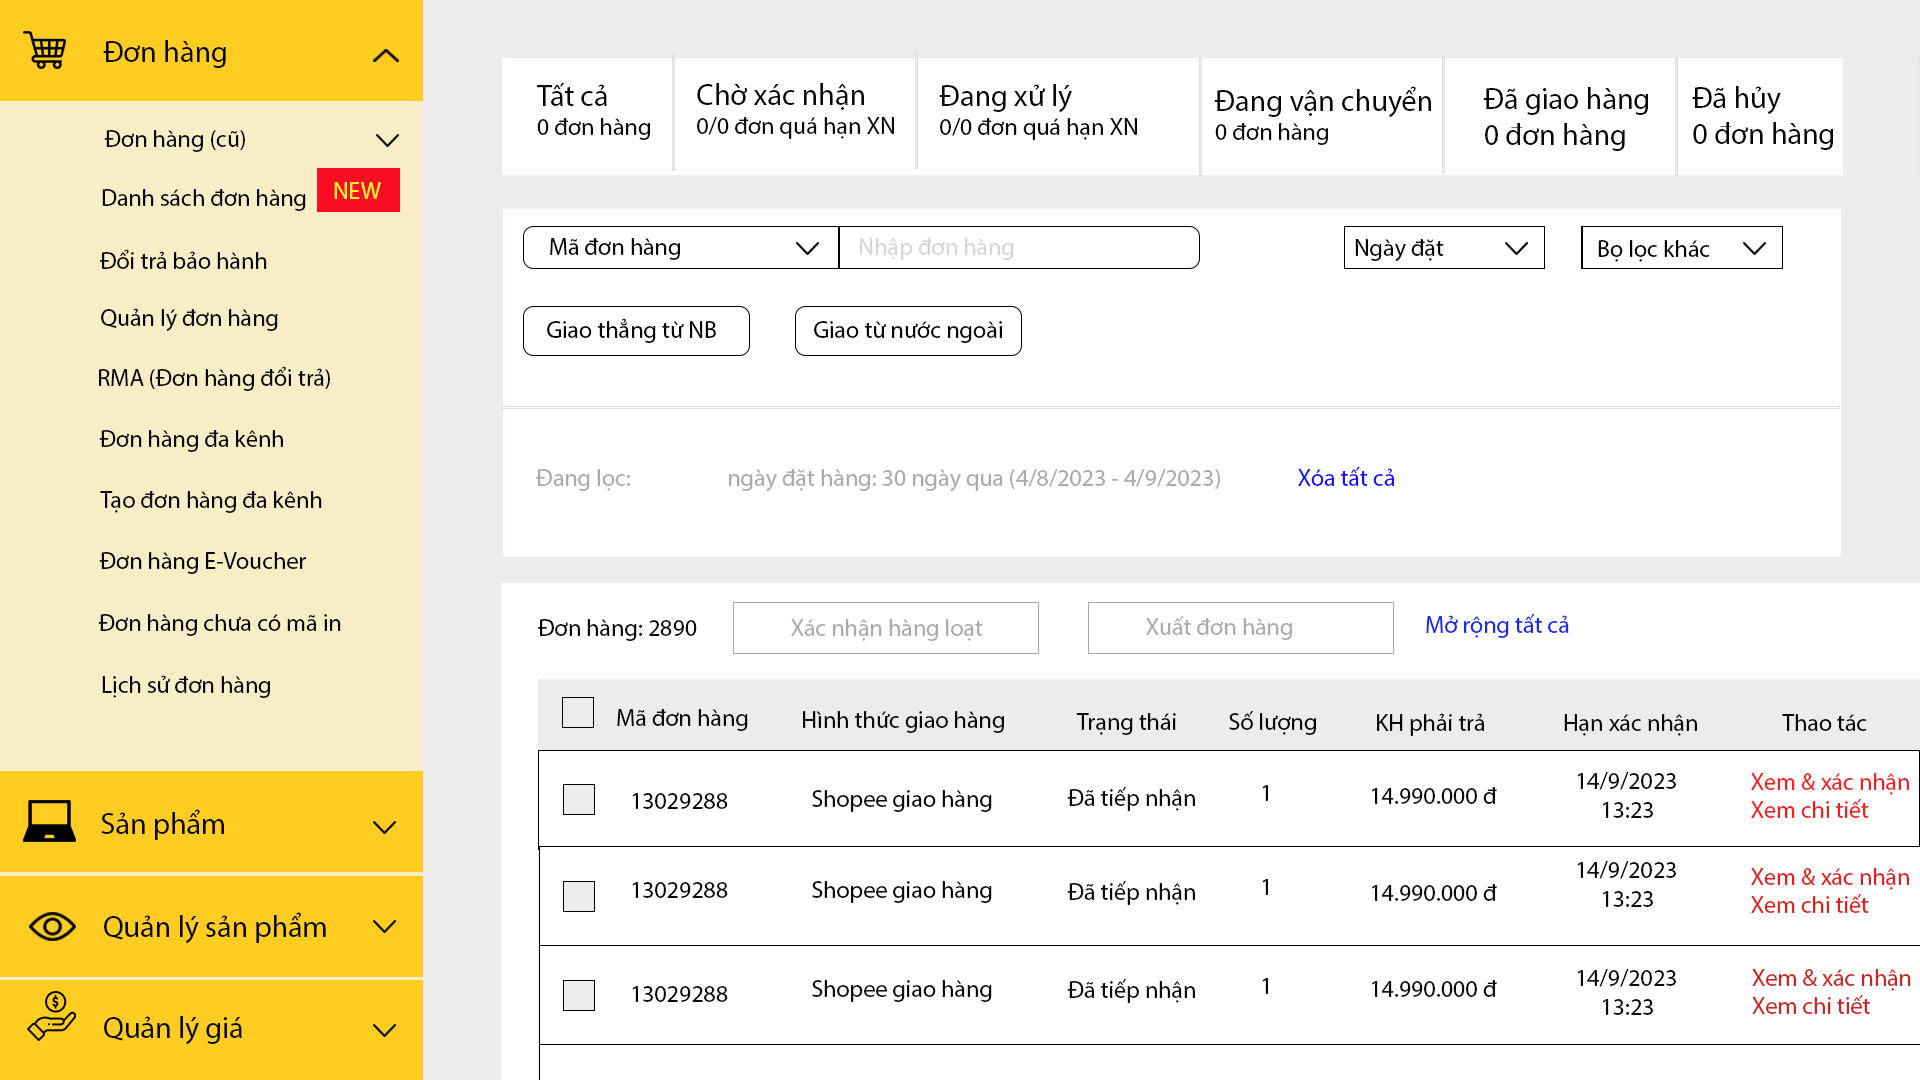 Đơn hàng
Đơn hàng (cũ)
Danh sách đơn hàng NEW
Đổi trả bảo hành
Quản lý đơn hàng
RMA (Đơn hàng đổi trả)
Đơn hàng đa kênh
Tạo đơn hàng đa kênh
Đơn hàng E-Voucher
Đơn hàng chưa có mã in
Lịch sử đơn hàng
Sản phẩm
Quản lý sản phẩm
Quản lý giá
Tất cả
0 đơn hàng
Chờ xác nhận
0/0 đơn quá hạn XN
Đang xử lý
0/0 đơn quá hạn XN
Đang vận chuyển
0 đơn hàng
Đã giao hàng
0 đơn hàng
Đã hủy
0 đơn hàng
Mã đơn hàng Nhập đơn hàng Ngày đặt Bọ lọc khác
Giao thẳng từ NB Giao từ nước ngoài
Đang lọc: ngày đặt hàng: 30 ngày qua (4/8/2023 - 4/9/2023) Xóa tất cả
Đơn hàng: 2890 Xác nhận hàng loạt Xuất đơn hàng Mở rộng tất cả
Mã đơn hàng Hình thức giao hàng Trạng thái Số lượng KH phải trả Hạn xác nhận Thao tác
13029288 Shopee giao hàng Đã tiếp nhận 1 14.990.000 đ 14/9/2023 Xem & xác nhận
13:23 Xem chi tiết
13029288 Shopee giao hàng Đã tiếp nhận 1 14.990.000 đ 14/9/2023 Xem & xác nhận
13:23 Xem chi tiết
13029288 Shopee giao hàng Đã tiếp nhận 1 14.990.000 đ 14/9/2023 Xem & xác nhận
13:23 Xem chi tiết